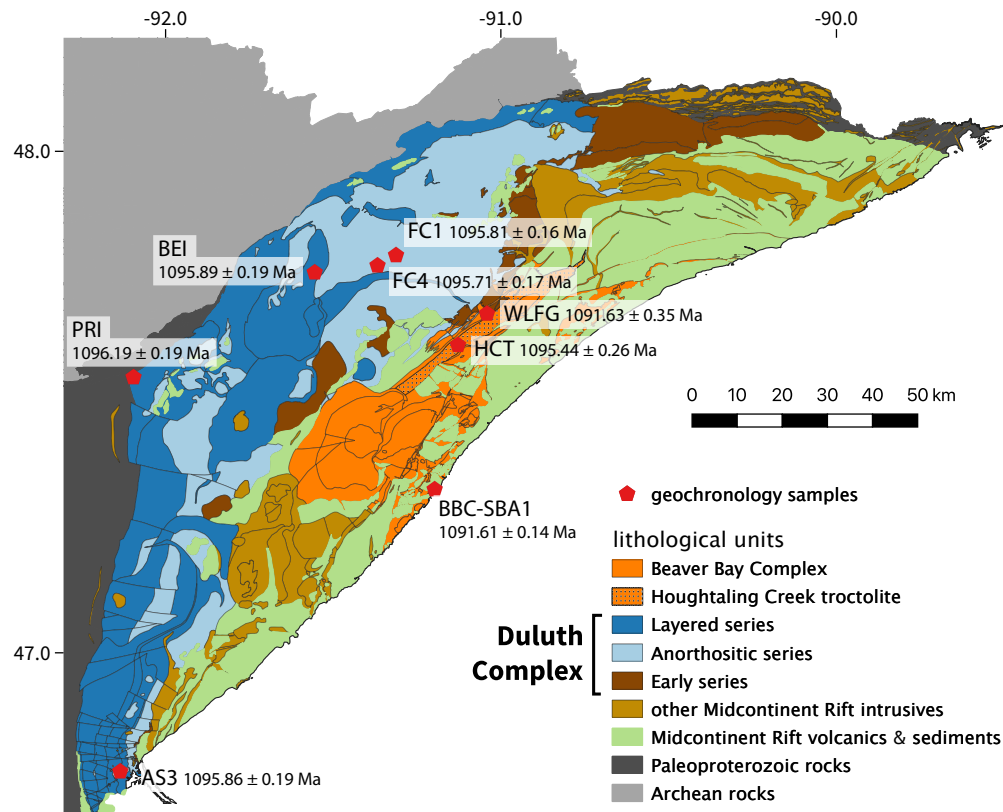 -92.0
-91.0
-90.0
48.0
47.0
FC1 1095.81 ± 0.16 Ma
BEI
1095.89 ± 0.19 Ma
FC4 1095.71 ± 0.17 Ma
WLFG 1091.63 ± 0.35 Ma
PRI
1096.19 ± 0.19 Ma
HCT 1095.44 ± 0.26 Ma
0 10 20 30 40 50 km
BBC-SBA1
1091.61 ± 0.14 Ma
AS3 1095.86 ± 0.19 Ma
geochronology samples
lithological units
Beaver Bay Complex
Houghtaling Creek troctolite
Duluth
Complex
Layered series
Anorthositic series
Early series
other Midcontinent Rift intrusives
Midcontinent Rift volcanics & sediments
Paleoproterozoic rocks
Archean rocks